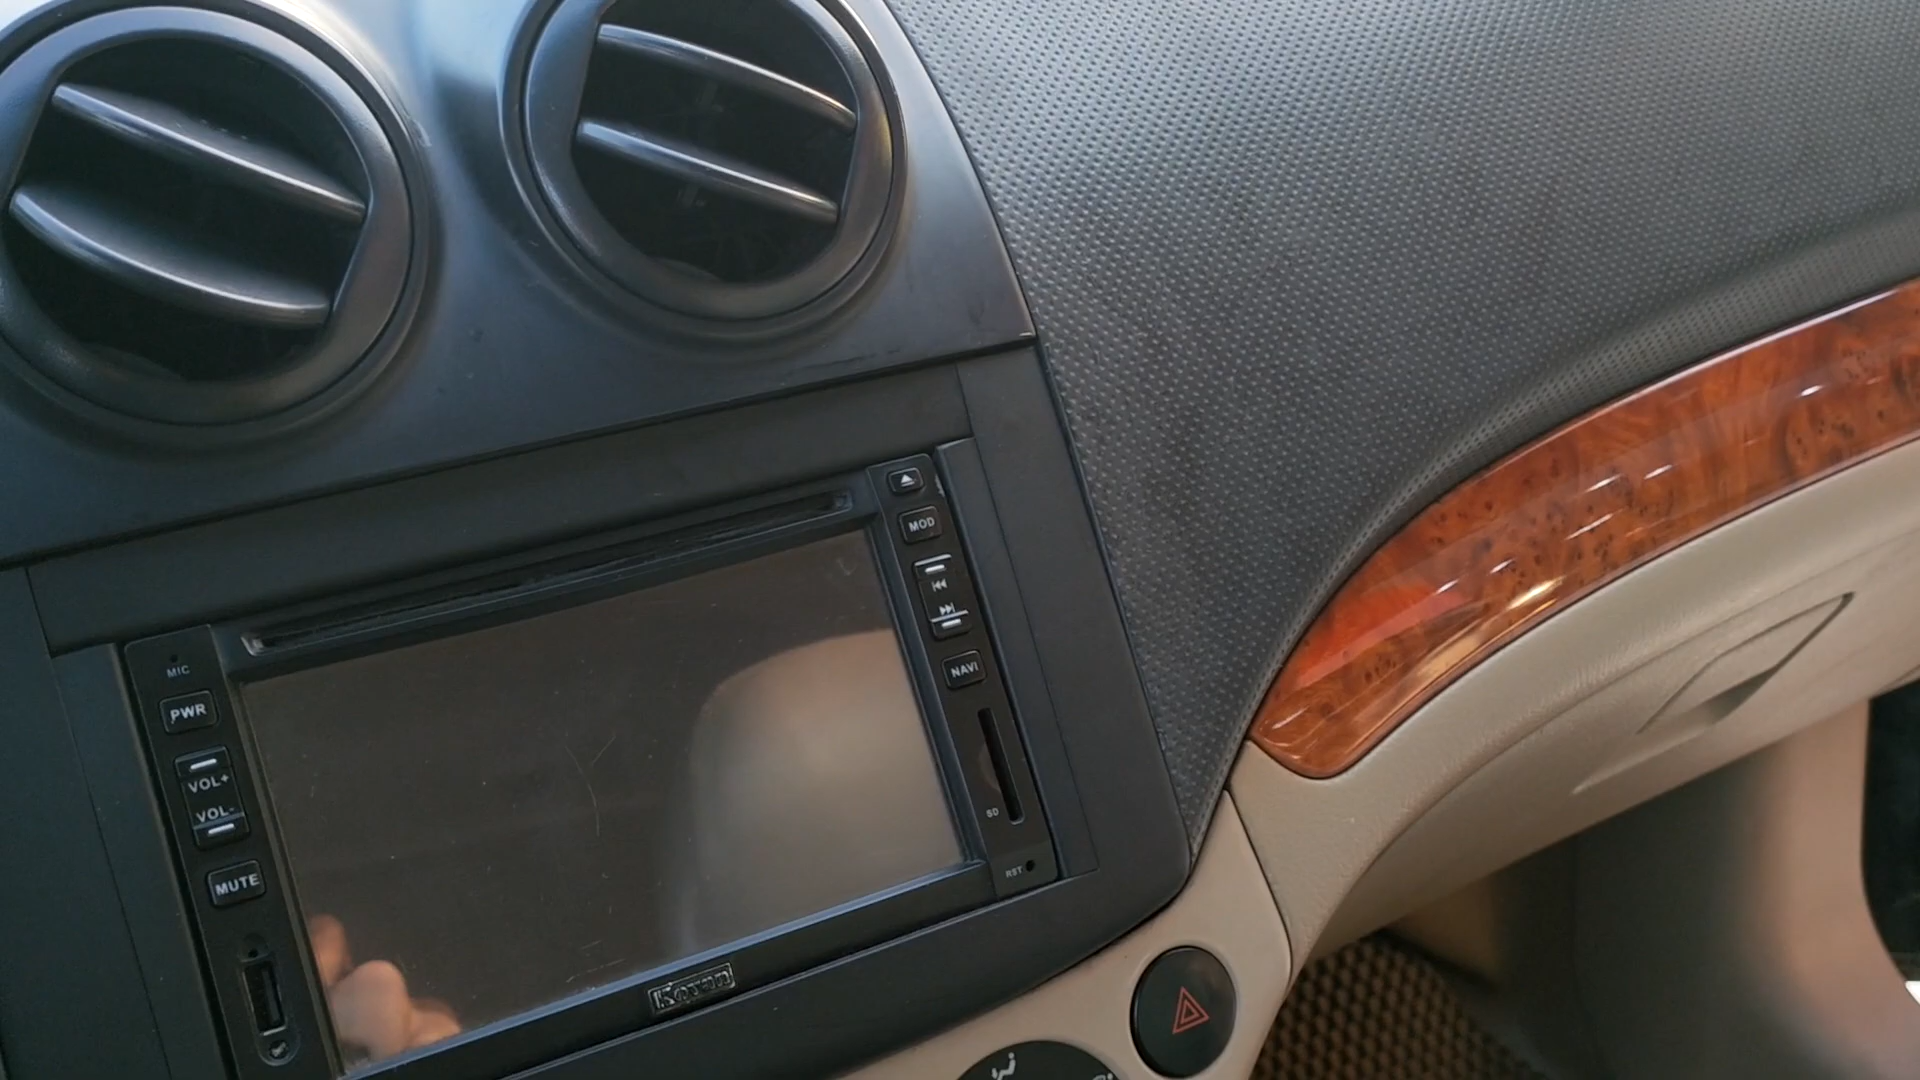 MIC
PWR
VOL+
VOL-
MUTE
MOD
NAVI
SD
RST